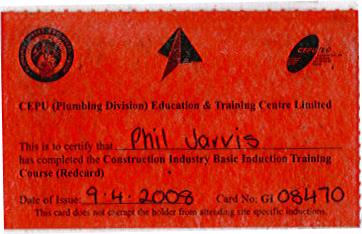 CEPU
CEPU (Plumbing Division) Education & Training Centre Limited
This is to certify that Phil Jarvis
has completed the Construction Industry Basic Induction Training
Course (Redcard)
Date of Issue: 9.4.2008 Card No: GI 08470
This card does not exempt the holder from attending site specific inductions.